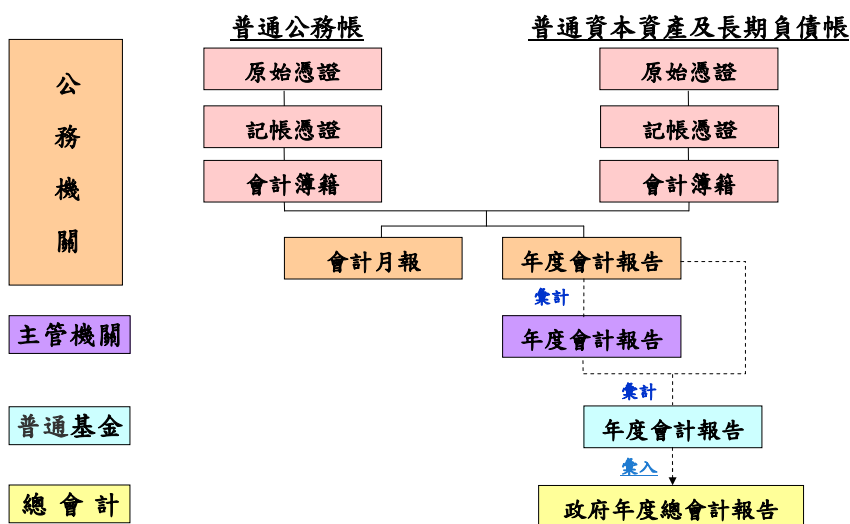 普通公務帳
普通資本資產及長期負債帳
公
務
機
關
原始憑證
原始憑證
記帳憑證
記帳憑證
會計簿籍
會計簿籍
會計月報
年度會計報告
彙計
主管機關
年度會計報告
彙計
普通基金
年度會計報告
彙入
總會計
政府年度總會計報告